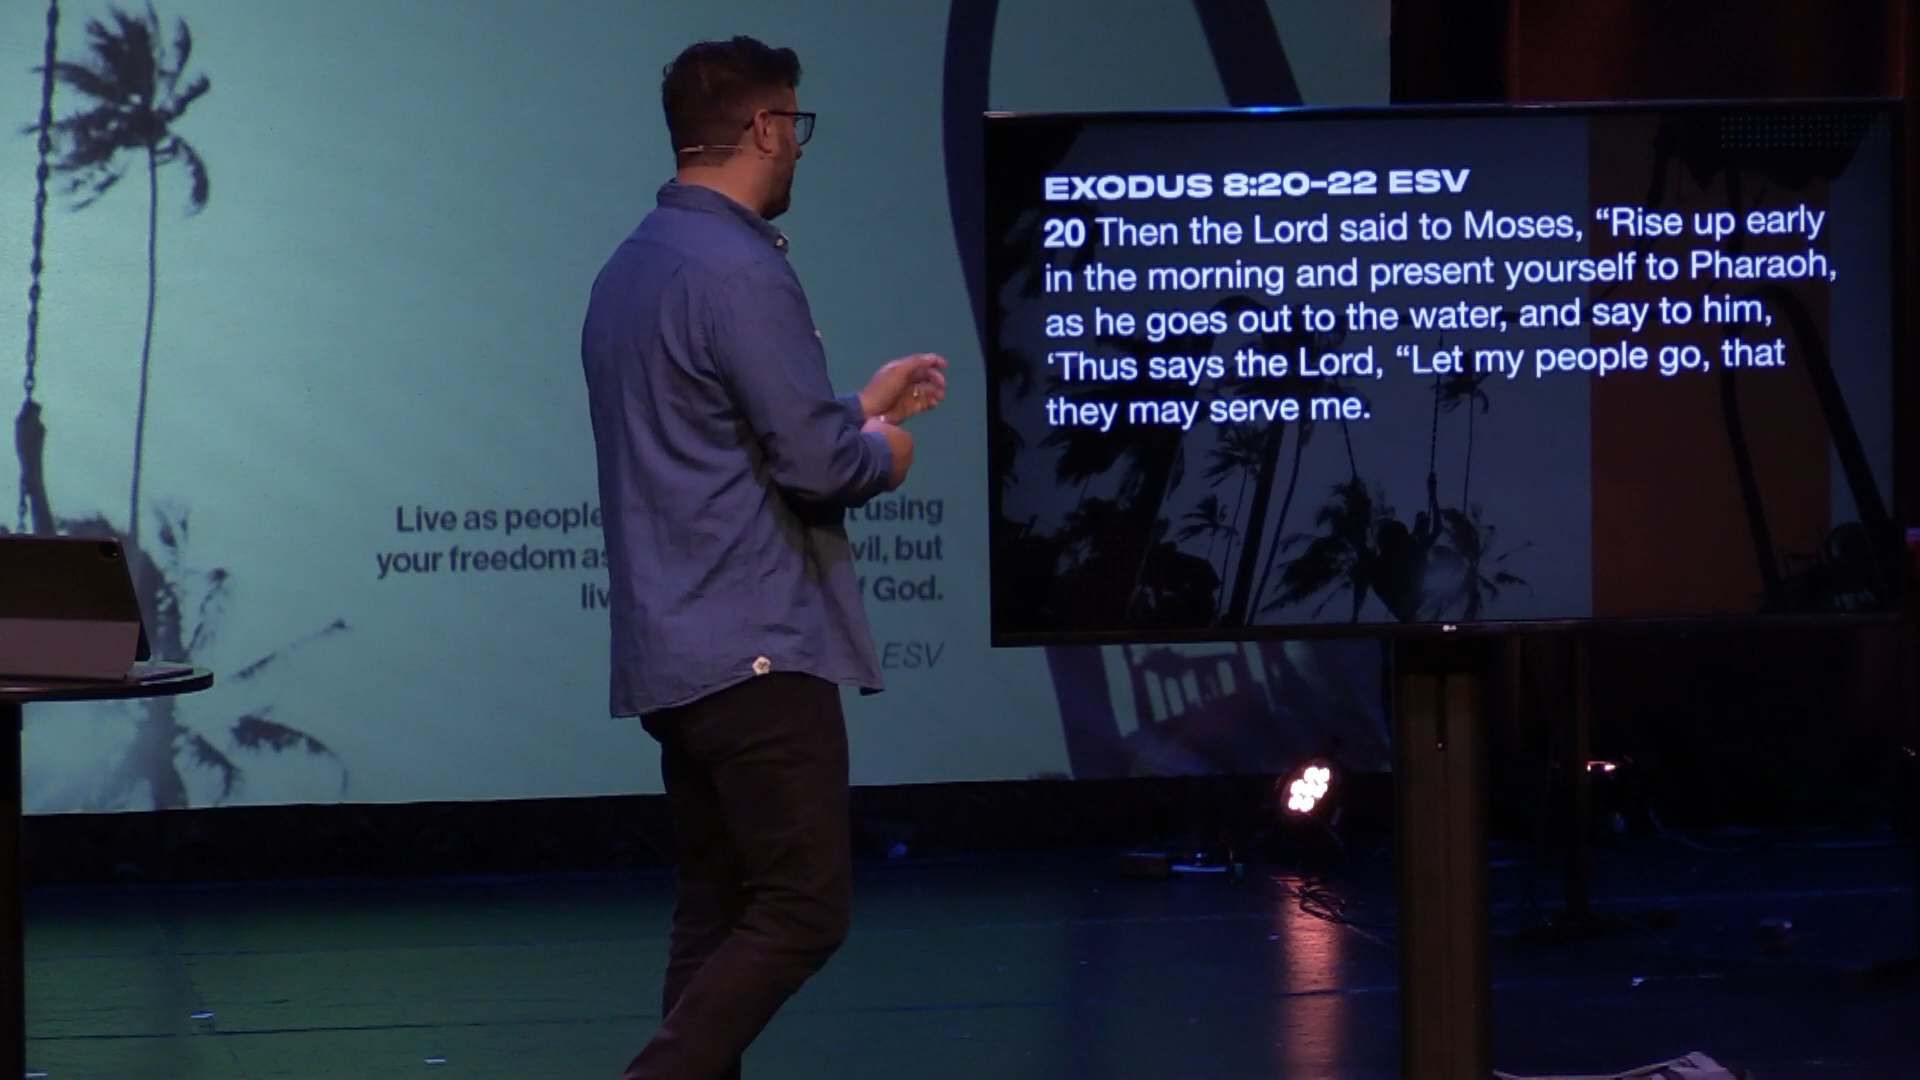 EXODUS 8:20-22 ESV
20 Then the Lord said to Moses, “Rise up early
in the morning and present yourself to Pharaoh,
as he goes out to the water, and say to him,
‘Thus says the Lord, “Let my people go, that
they may serve me.
Live as people using
your freedom but
God.
ESV